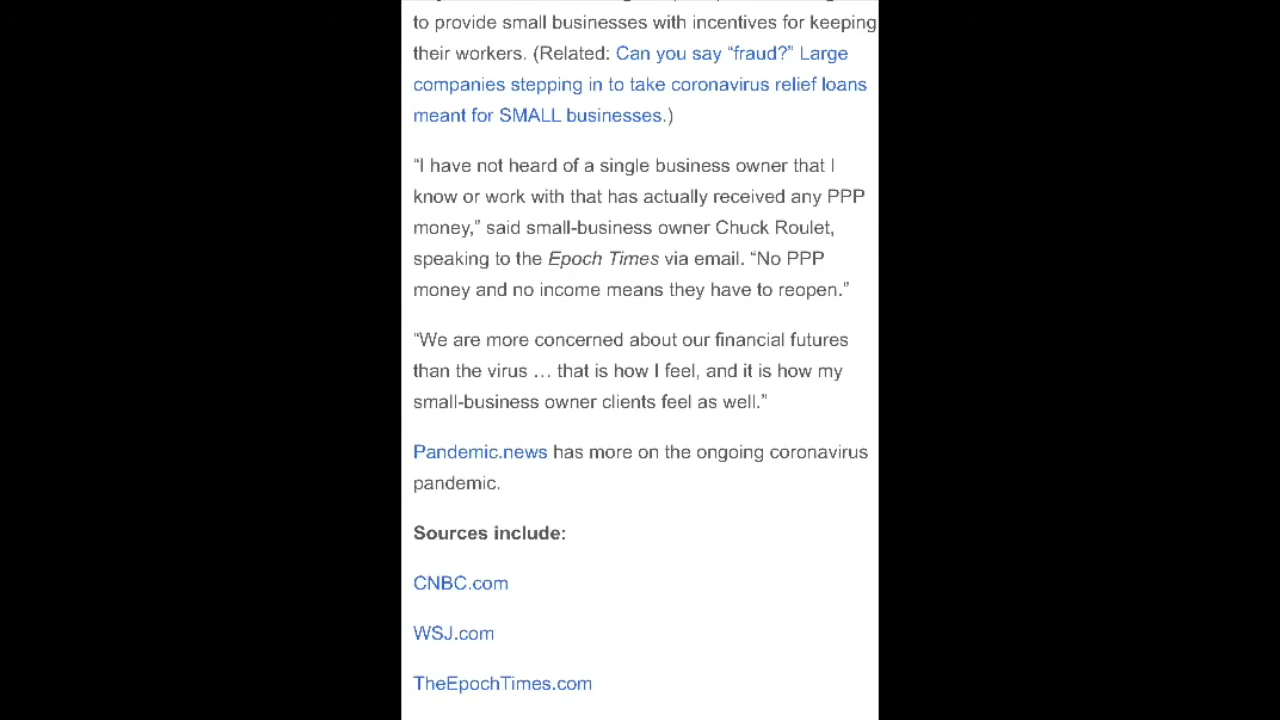 to provide small businesses with incentives for keeping
their workers. (Related: Can you say “fraud?” Large
companies stepping in to take coronavirus relief loans
meant for SMALL businesses.)
“I have not heard of a single business owner that I
know or work with that has actually received any PPP
money,” said small-business owner Chuck Roulet,
speaking to the Epoch Times via email. “No PPP
money and no income means they have to reopen.”
“We are more concerned about our financial futures
than the virus … that is how I feel, and it is how my
small-business owner clients feel as well.”
Pandemic.news has more on the ongoing coronavirus
pandemic.
Sources include:
CNBC.com
WSJ.com
TheEpochTimes.com